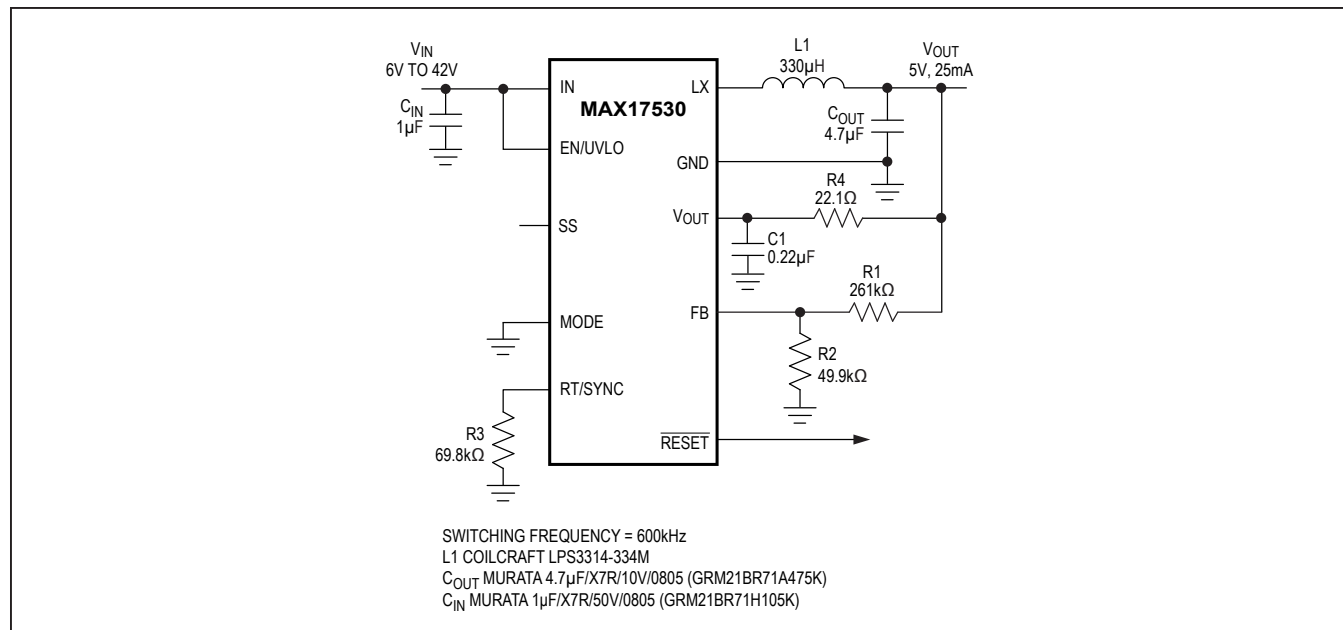 VIN
6V TO 42V
CIN
1µF
IN
EN/UVLO
SS
MODE
RT/SYNC
R3
69.8kΩ
MAX17530
LX
GND
VOUT
FB
RESET
L1
330µH
VOUT
5V, 25mA
COUT
4.7µF
R4
22.1Ω
C1
0.22µF
R1
261kΩ
R2
49.9kΩ
SWITCHING FREQUENCY = 600kHz
L1 COILCRAFT LPS3314-334M
COUT MURATA 4.7µF/X7R/10V/0805 (GRM21BR71A475K)
CIN MURATA 1µF/X7R/50V/0805 (GRM21BR71H105K)